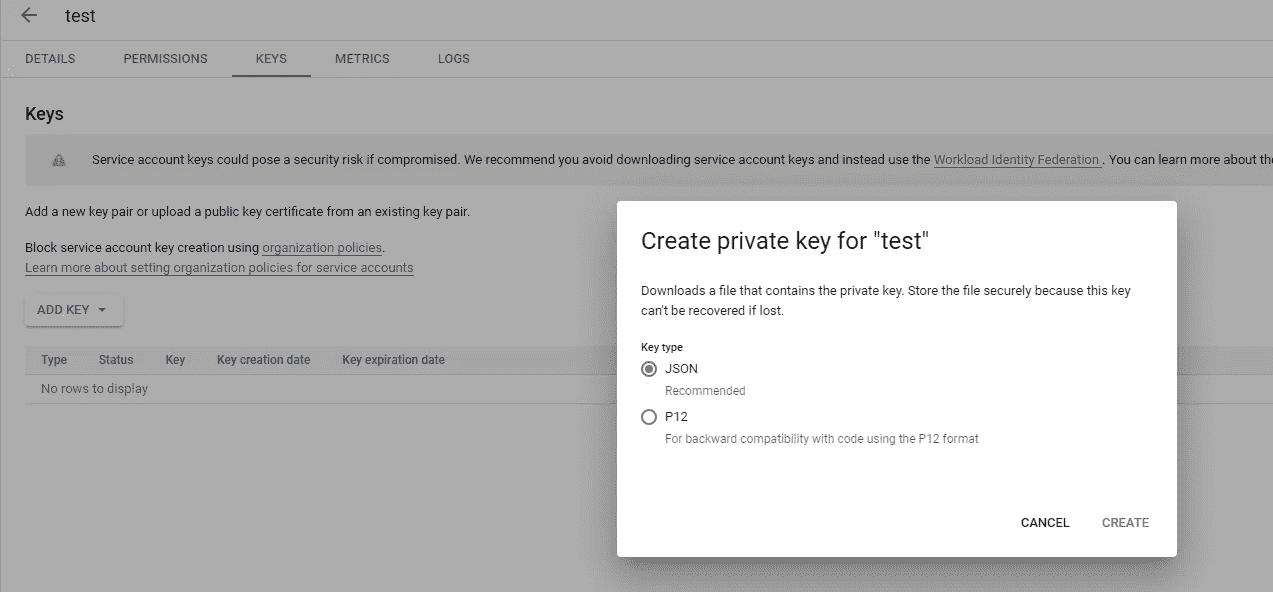 test
DETAILS PERMISSIONS KEYS METRICS LOGS
Keys
Service account keys could pose a security risk if compromised. We recommend you avoid downloading service account keys and instead use the Workload Identity Federation . You can learn more about the
Add a new key pair or upload a public key certificate from an existing key pair.
Block service account key creation using organization policies.
Learn more about setting organization policies for service accounts
ADD KEY
Type Status Key Key creation date Key expiration date
No rows to display
Create private key for "test"
Downloads a file that contains the private key. Store the file securely because this key
can't be recovered if lost.
Key type
JSON
Recommended
P12
For backward compatibility with code using the P12 format
CANCEL CREATE